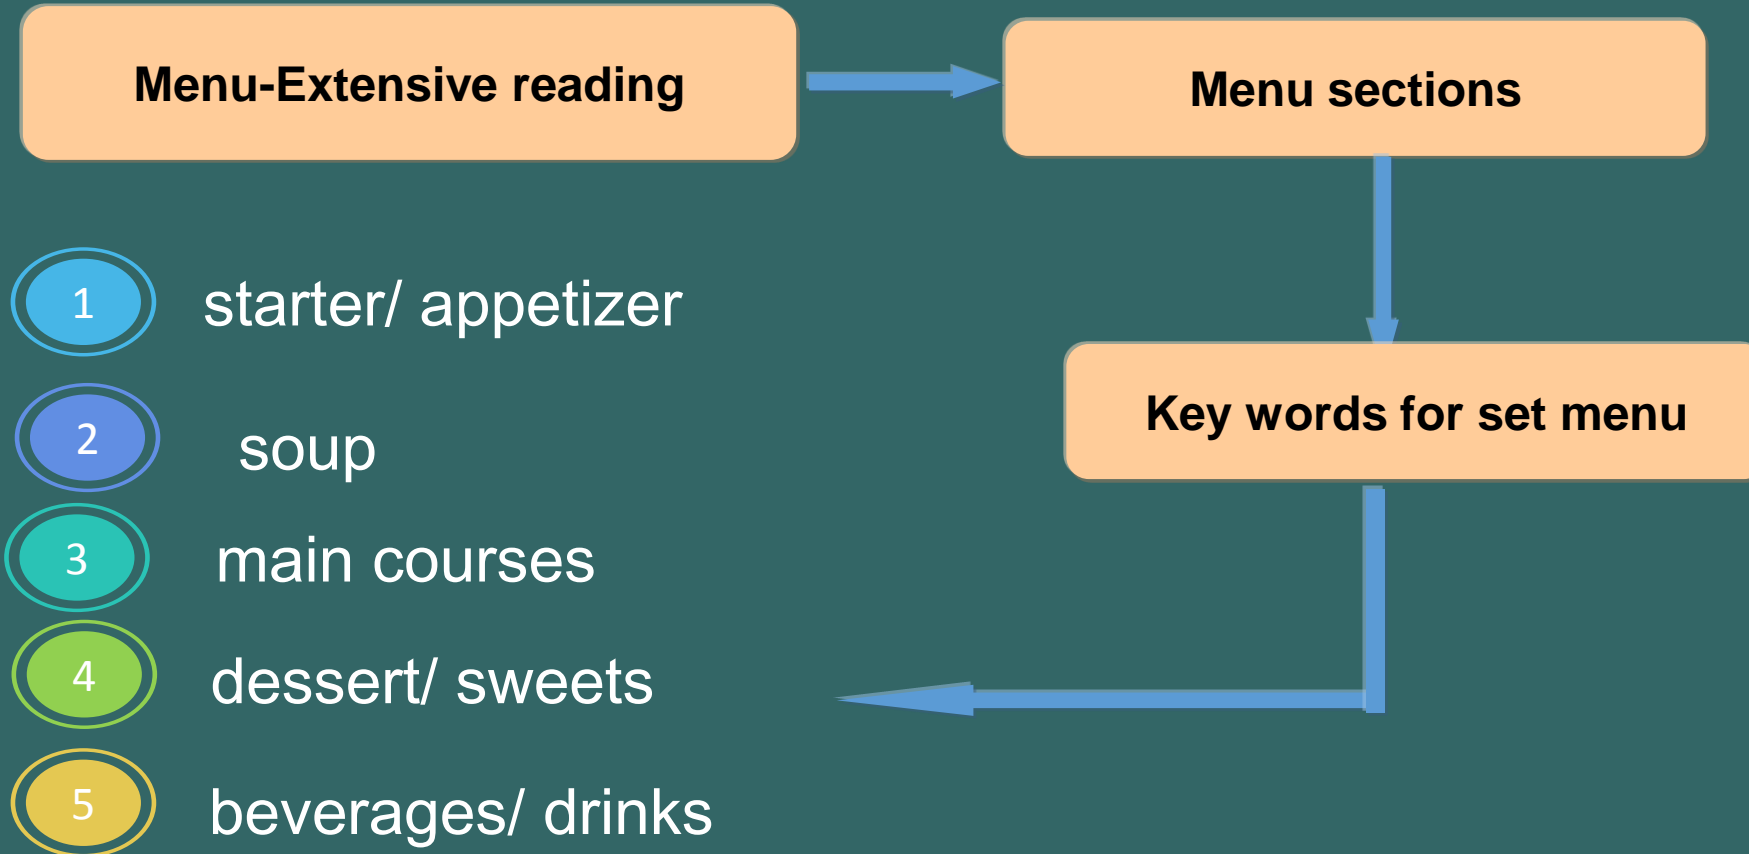 Menu-Extensive reading
Menu sections
Key words for set menu
1 starter/ appetizer
2 soup
3 main courses
4 dessert/ sweets
5 beverages/ drinks